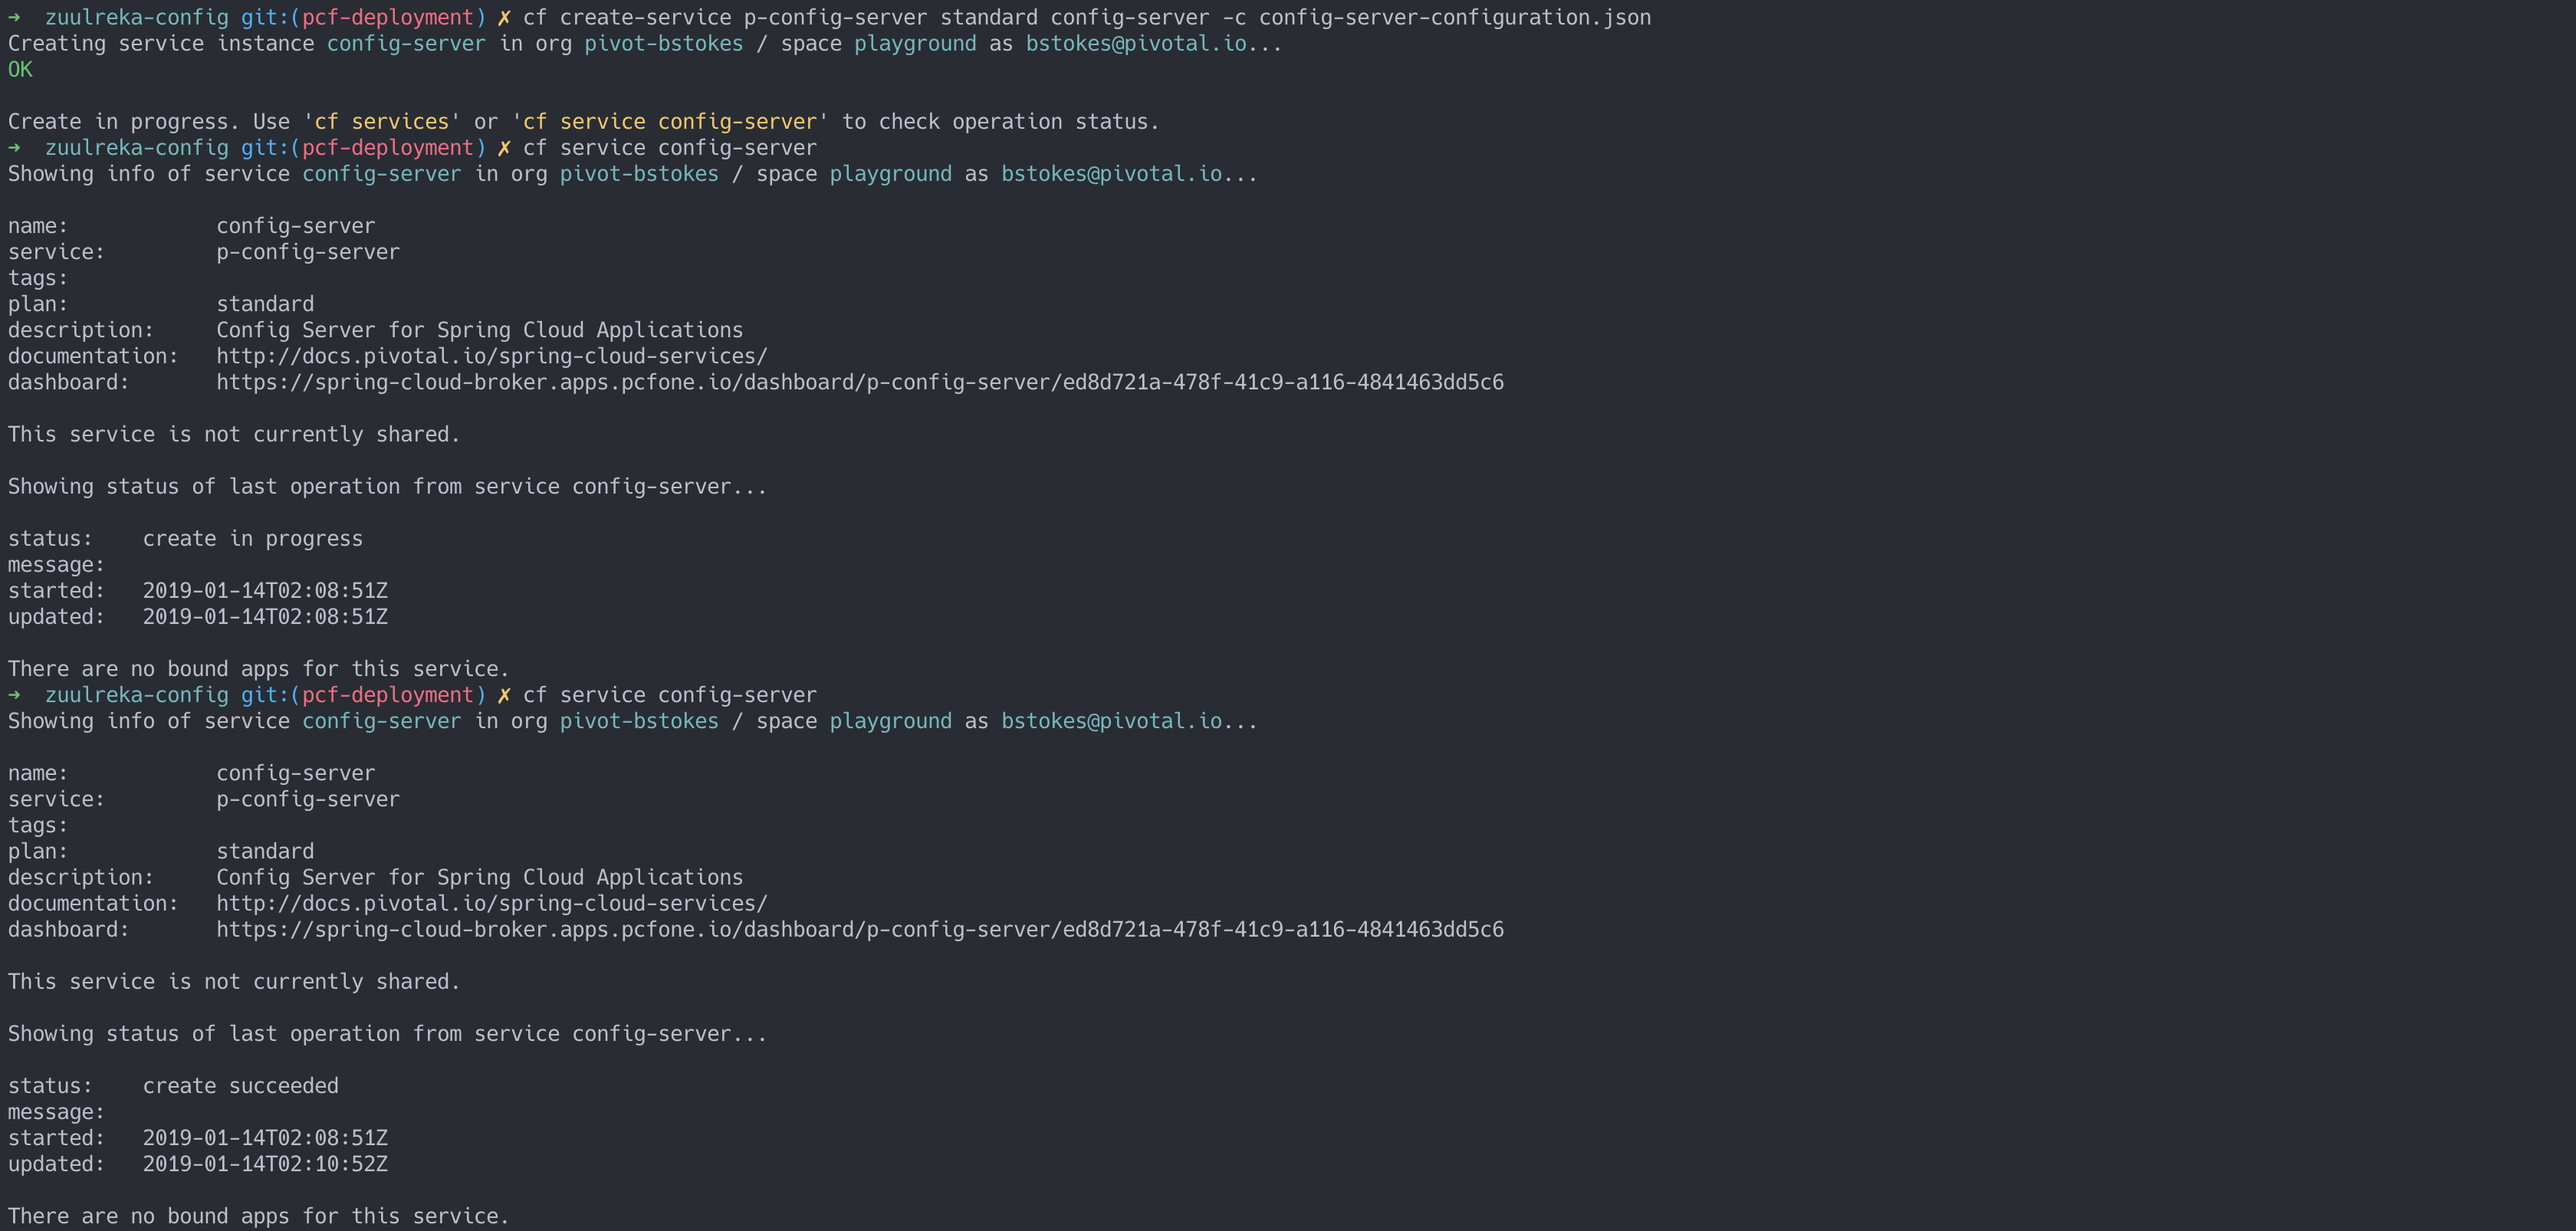 ➜  zuulreka-config git:(pcf-deployment) ✗ cf create-service p-config-server standard config-server -c config-server-configuration.json
Creating service instance config-server in org pivot-bstokes / space playground as bstokes@pivotal.io...
OK

Create in progress. Use 'cf services' or 'cf service config-server' to check operation status.
➜  zuulreka-config git:(pcf-deployment) ✗ cf service config-server
Showing info of service config-server in org pivot-bstokes / space playground as bstokes@pivotal.io...

name:            config-server
service:         p-config-server
tags:
plan:            standard
description:     Config Server for Spring Cloud Applications
documentation:   http://docs.pivotal.io/spring-cloud-services/
dashboard:       https://spring-cloud-broker.apps.pcfone.io/dashboard/p-config-server/ed8d721a-478f-41c9-a116-4841463dd5c6

This service is not currently shared.

Showing status of last operation from service config-server...

status:    create in progress
message:
started:   2019-01-14T02:08:51Z
updated:   2019-01-14T02:08:51Z

There are no bound apps for this service.
➜  zuulreka-config git:(pcf-deployment) ✗ cf service config-server
Showing info of service config-server in org pivot-bstokes / space playground as bstokes@pivotal.io...

name:            config-server
service:         p-config-server
tags:
plan:            standard
description:     Config Server for Spring Cloud Applications
documentation:   http://docs.pivotal.io/spring-cloud-services/
dashboard:       https://spring-cloud-broker.apps.pcfone.io/dashboard/p-config-server/ed8d721a-478f-41c9-a116-4841463dd5c6

This service is not currently shared.

Showing status of last operation from service config-server...

status:    create succeeded
message:
started:   2019-01-14T02:08:51Z
updated:   2019-01-14T02:10:52Z

There are no bound apps for this service.